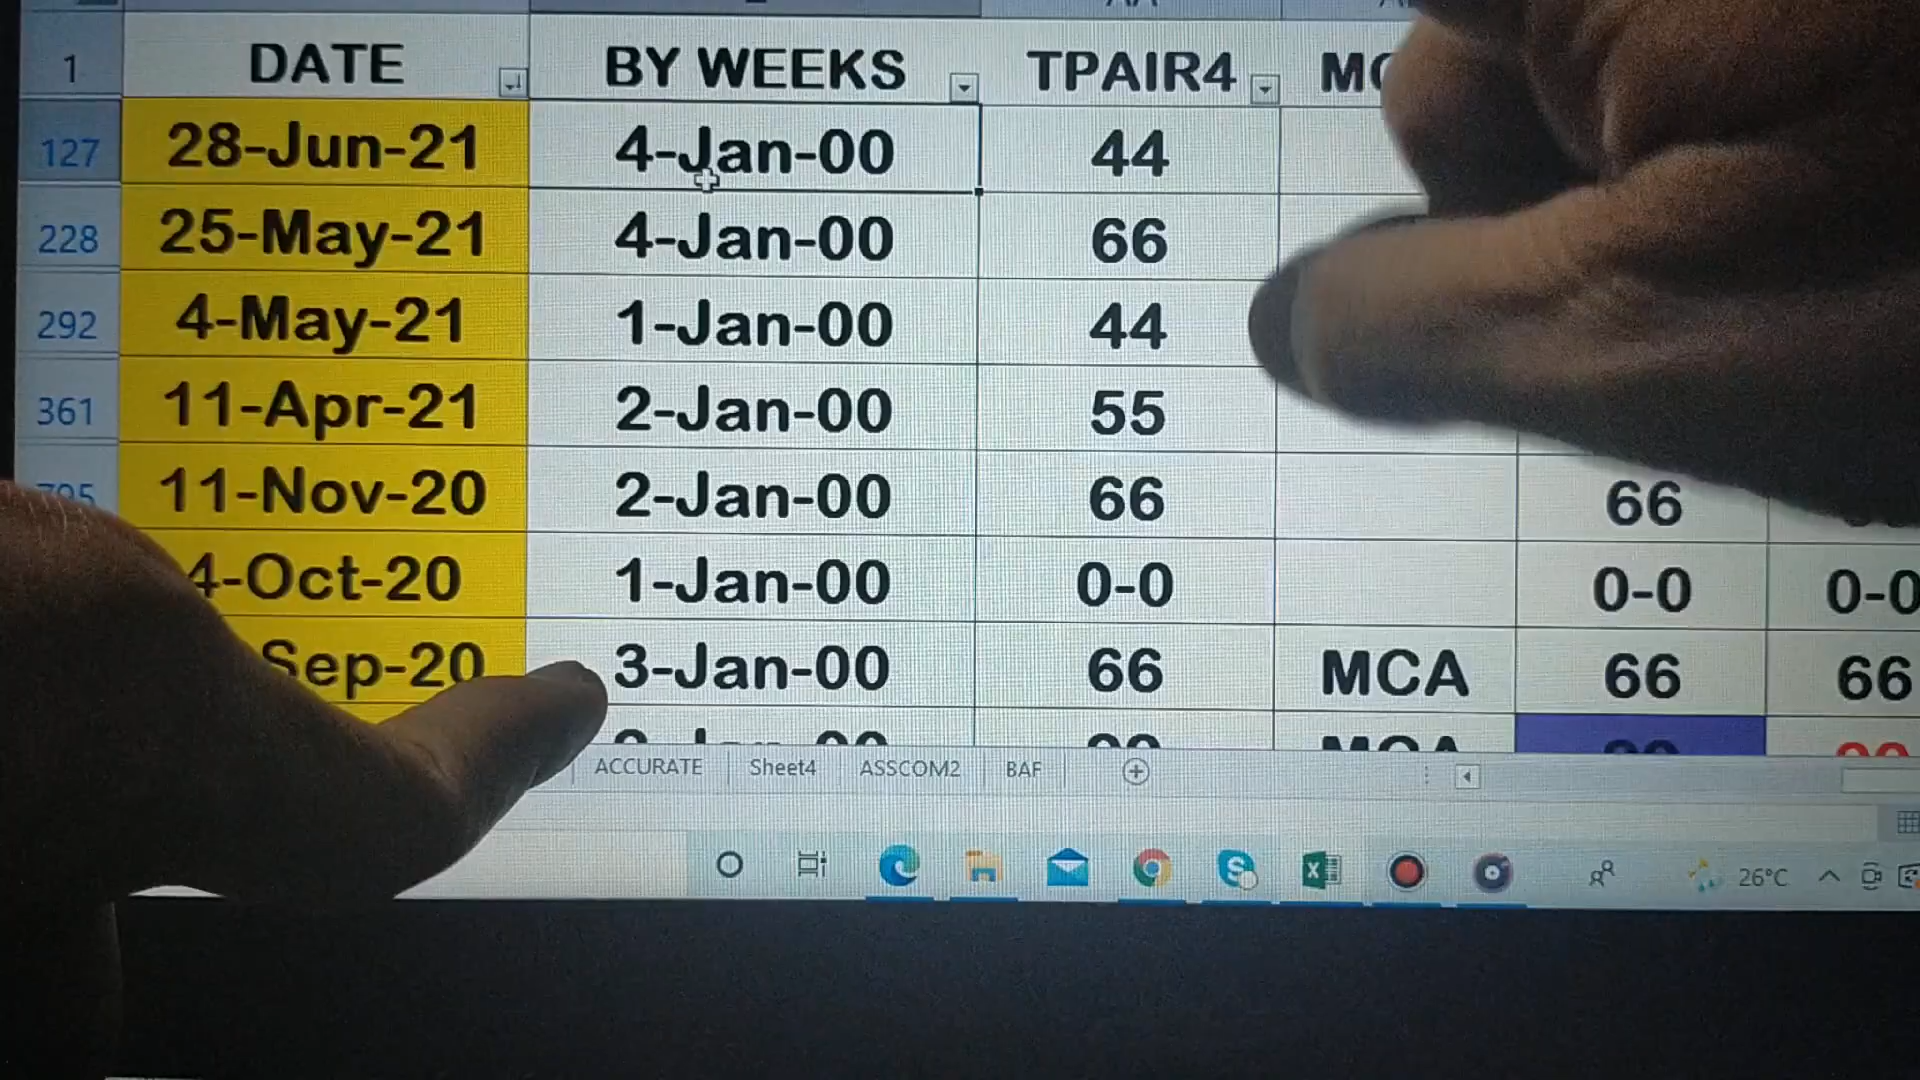 1 DATE BY WEEKS TPAIR4
127 28-Jun-21 4-Jan-00 44
228 25-May-21 4-Jan-00 66
292 4-May-21 1-Jan-00 44
361 11-Apr-21 2-Jan-00 55
11-Nov-20 2-Jan-00 66 66
4-Oct-20 1-Jan-00 0-0 0-0 0-0
Sep-20 3-Jan-00 66 MCA 66 66
ACCURATE Sheet4 ASSCOM2 BAF
26°C